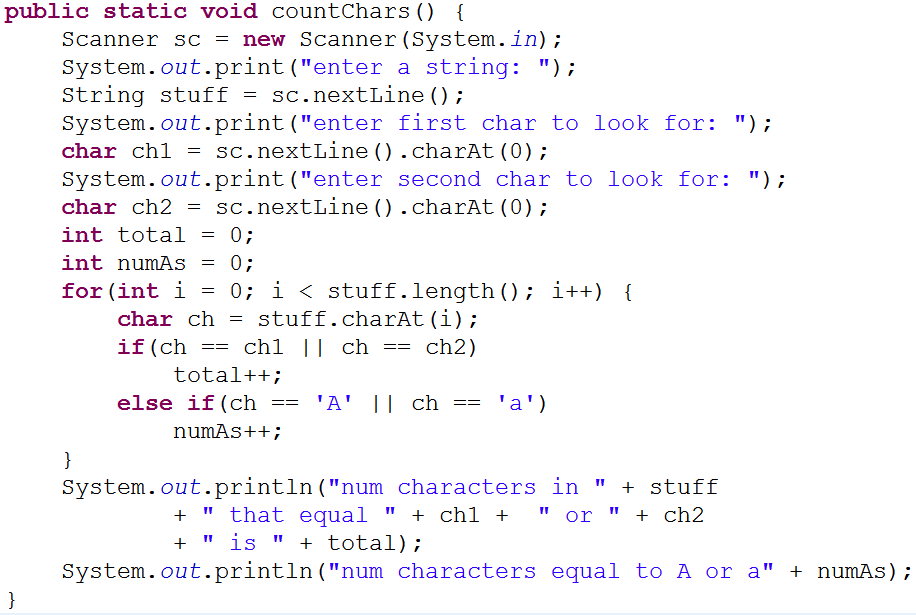 public static void countChars() {
    Scanner sc = new Scanner(System.in);
    System.out.print("enter a string: ");
    String stuff = sc.nextLine();
    System.out.print("enter first char to look for: ");
    char ch1 = sc.nextLine().charAt(0);
    System.out.print("enter second char to look for: ");
    char ch2 = sc.nextLine().charAt(0);
    int total = 0;
    int numAs = 0;
    for(int i = 0; i < stuff.length(); i++) {
        char ch = stuff.charAt(i);
        if(ch == ch1 || ch == ch2)
            total++;
        else if(ch == 'A' || ch == 'a')
            numAs++;
    }
    System.out.println("num characters in " + stuff
            + " that equal " + ch1 +  " or " + ch2
            + " is " + total);
    System.out.println("num characters equal to A or a" + numAs);
}